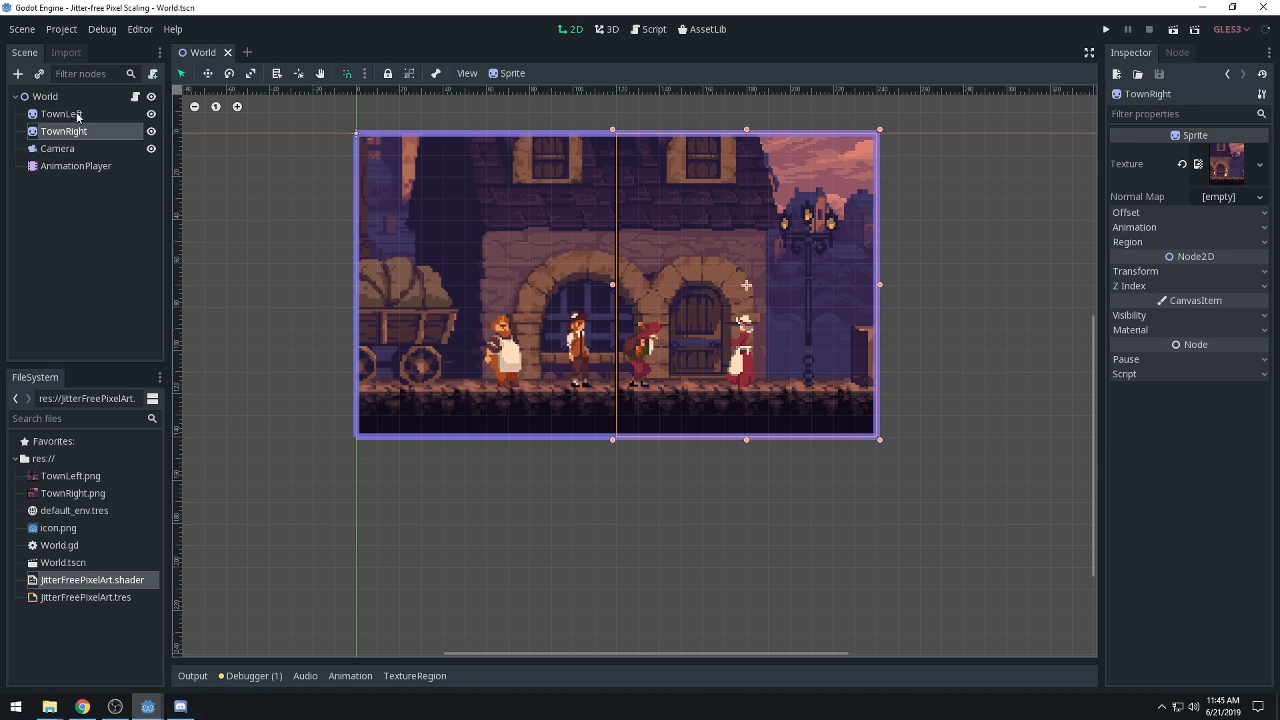 Godot Engine - Jitter-free Pixel Scaling - World.tscn
Scene Project Debug Editor Help
2D 3D Script AssetLib
GLES3
Scene Import
World
Inspector Node
Filter nodes
View Sprite
World
TownLeft
TownRight
Camera
AnimationPlayer
TownRight
Filter properties
Sprite
Texture
Normal Map [empty]
Offset
Animation
Region
Node2D
Transform
Z Index
CanvasItem
Visibility
Material
Node
Pause
Script
FileSystem
res://JitterFreePixelArt.
Search files
Favorites:
res://
TownLeft.png
TownRight.png
default_env.tres
icon.png
World.gd
World.tscn
JitterFreePixelArt.shader
JitterFreePixelArt.tres
Output Debugger (1) Audio Animation TextureRegion
11:45 AM
6/21/2019